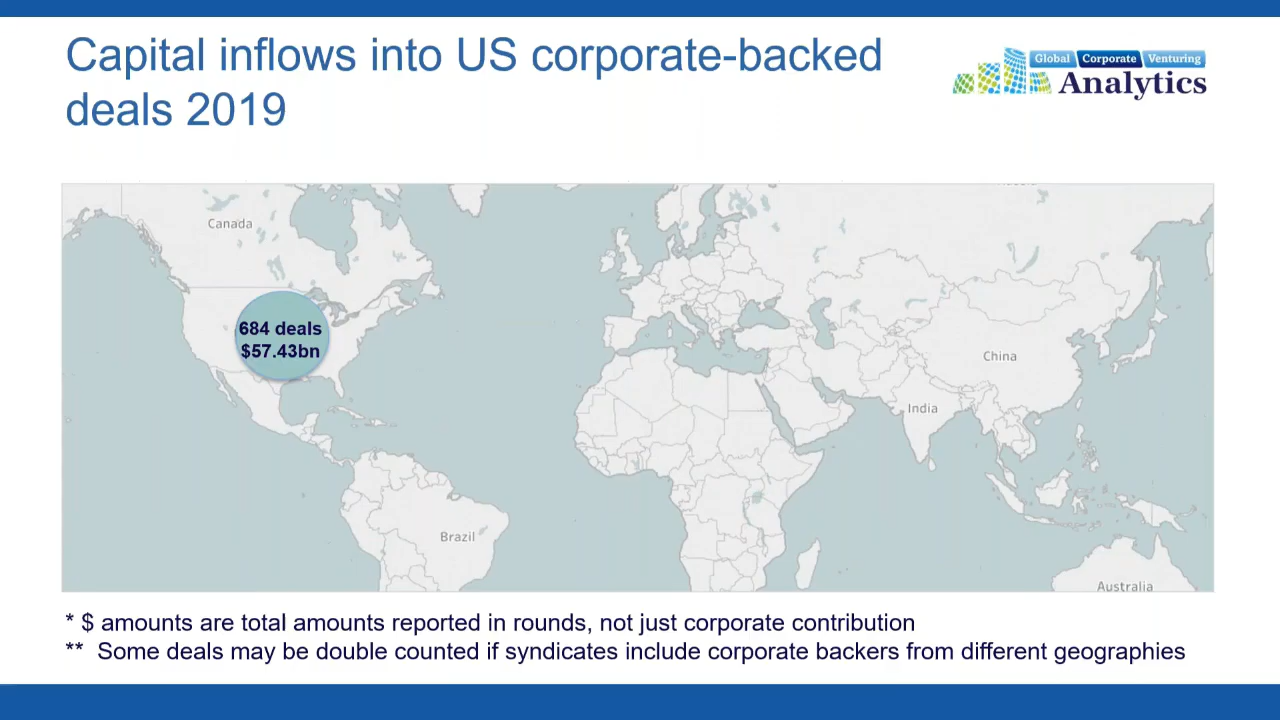 Capital inflows into US corporate-backed
deals 2019
Global Corporate Venturing
Analytics
Canada
684 deals
$57.43bn
China
India
Brazil
Australia
* $ amounts are total amounts reported in rounds, not just corporate contribution
** Some deals may be double counted if syndicates include corporate backers from different geographies